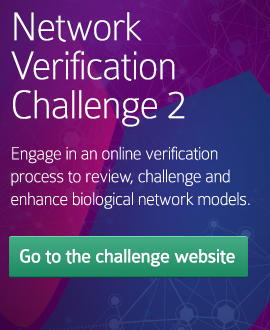 Network
Verification
Challenge 2
Engage in an online verification
process to review, challenge and
enhance biological network models.
Go to the challenge website